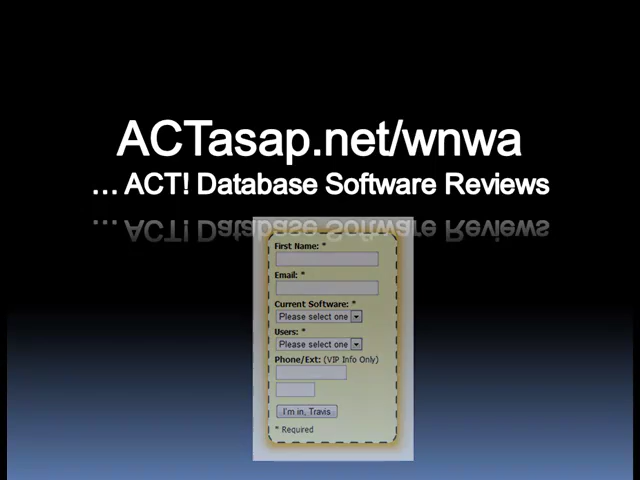 ACTasap.net/wnwa
... ACT! Database Software Reviews
First Name: *
Email: *
Current Software: *
Please select one
Users: *
Please select one
Phone/Ext: (VIP Info Only)
I'm in, Travis
* Required